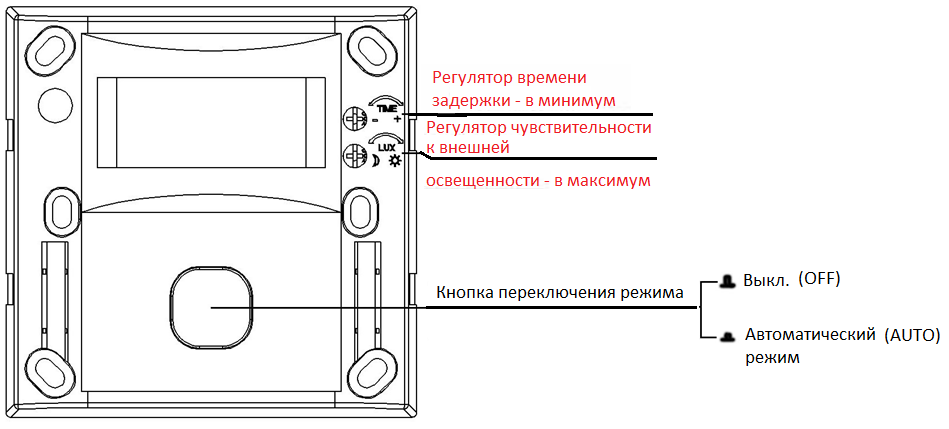 Регулятор времени
задержки - в минимум
TIME
- +
Регулятор чувствительности
к внешней
LUX
освещенности - в максимум
Кнопка переключения режима
Выкл. (OFF)
Автоматический (AUTO)
режим